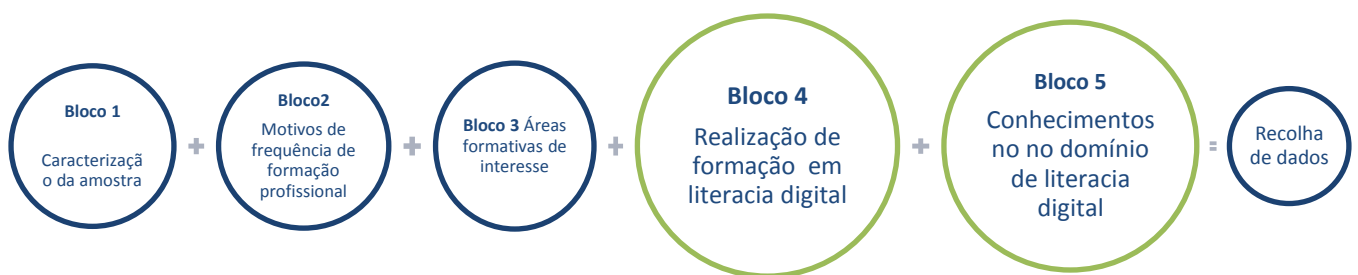 Bloco 1
Caracterizaçã
o da amostra
+
Bloco2
Motivos de
frequência de
formação
profissional
+
Bloco 3 Áreas
formativas de
interesse
+
Bloco 4
Realização de
formação em
literacia digital
+
Bloco 5
Conhecimentos
no no domínio
de literacia
digital
=
Recolha
de dados